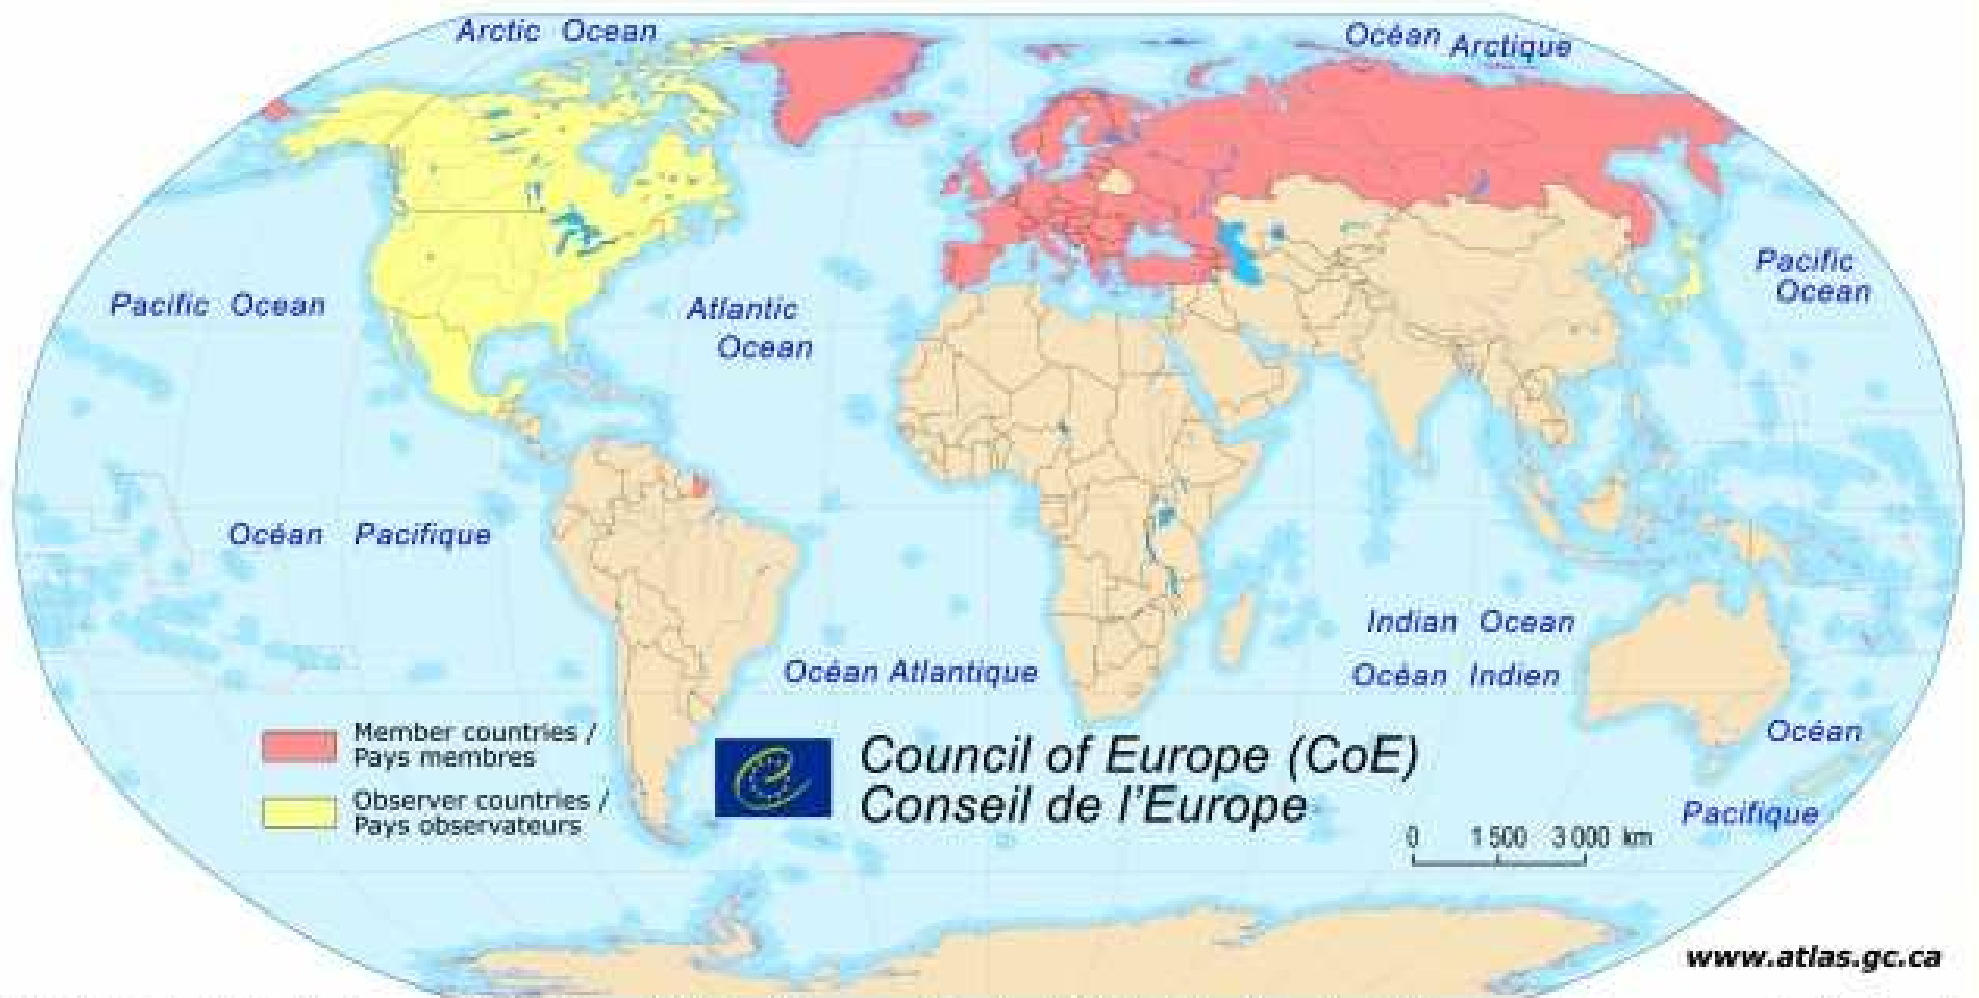 Arctic Ocean
Océan Arctique
Pacific Ocean
Atlantic
Ocean
Pacific
Ocean
Océan Pacifique
Indian Ocean
Océan Atlantique
Océan Indien
Océan
Pacifique
Member countries /
Pays membres
Observer countries /
Pays observateurs
Council of Europe (CoE)
Conseil de l'Europe
0 1 500 3 000 km
www.atlas.gc.ca